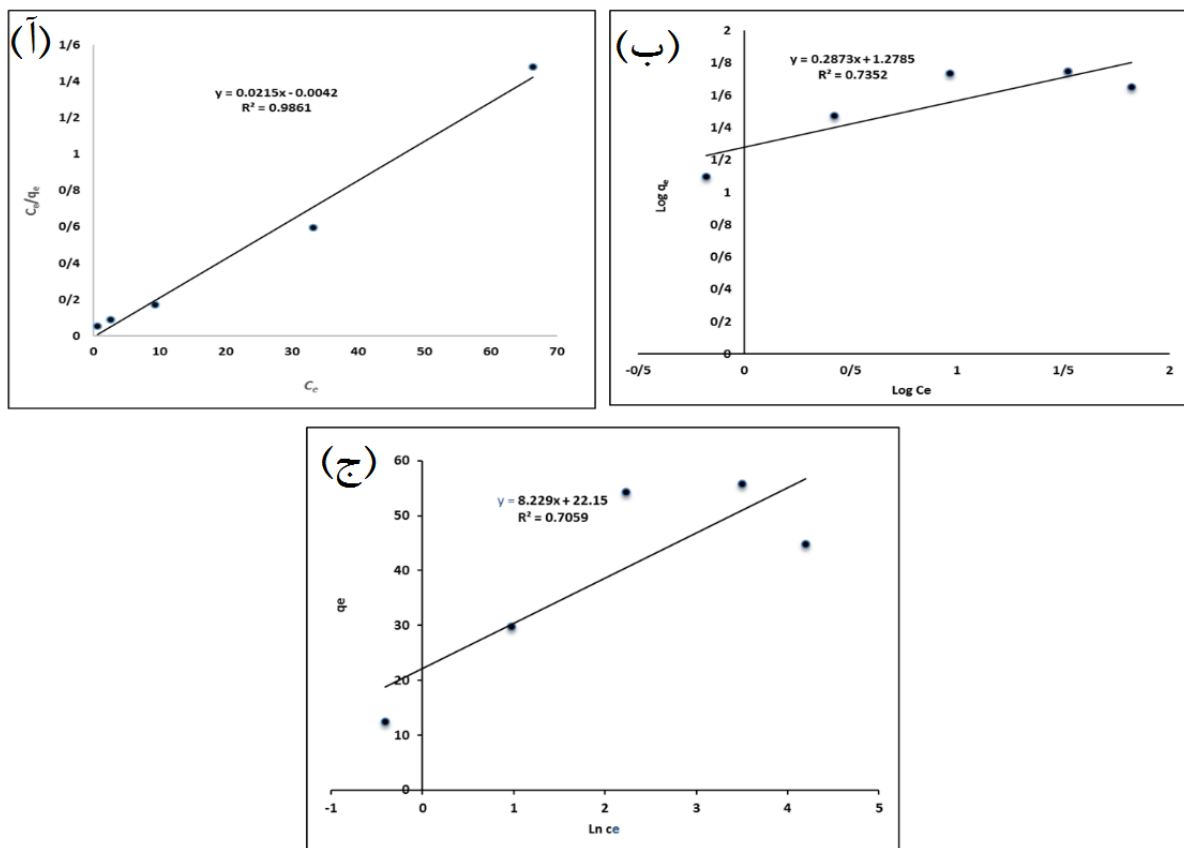 (آ)
y = 0.0215x - 0.0042
R² = 0.9861
1/6
1/4
1/2
1
0/8
0/6
0/4
0/2
0
Ce/qe
0 10 20 30 40 50 60 70
Ce
(ب)
y = 0.2873x + 1.2785
R² = 0.7352
2
1/8
1/6
1/4
1/2
1
0/8
0/6
0/4
0/2
0
Log qe
-0/5 0 0/5 1 1/5 2
Log Ce
(ج)
y = 8.229x + 22.15
R² = 0.7059
60
50
40
30
20
10
0
qe
-1 0 1 2 3 4 5
Ln ce